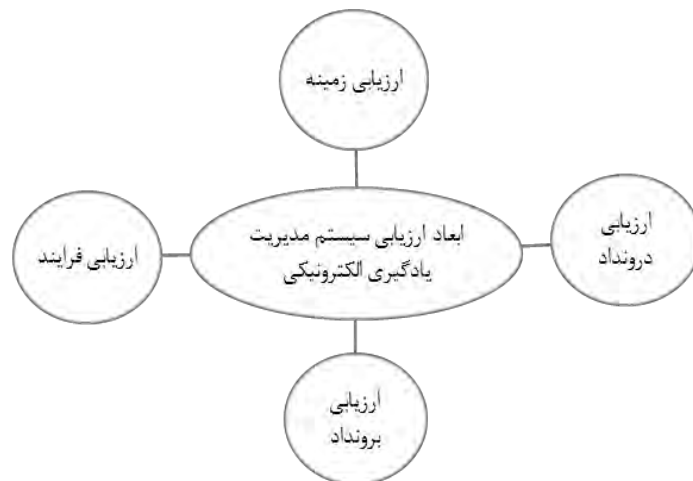 ارزیابی زمینه
ارزیابی
درونداد
ابعاد ارزیابی سیستم مدیریت
یادگیری الکترونیکی
ارزیابی فرایند
ارزیابی
برونداد